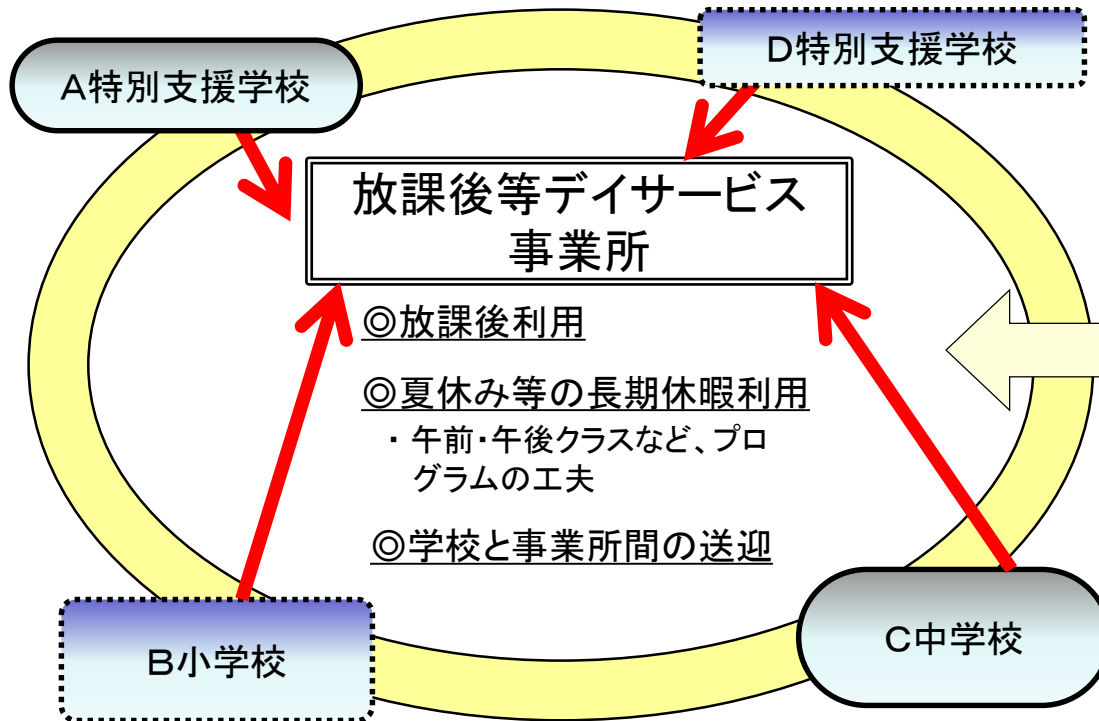 D特別支援学校
A特別支援学校
放課後等デイサービス
事業所
◎放課後利用
◎夏休み等の長期休暇利用
・ 午前・午後クラスなど、プロ
グラムの工夫
◎学校と事業所間の送迎
B小学校
C中学校